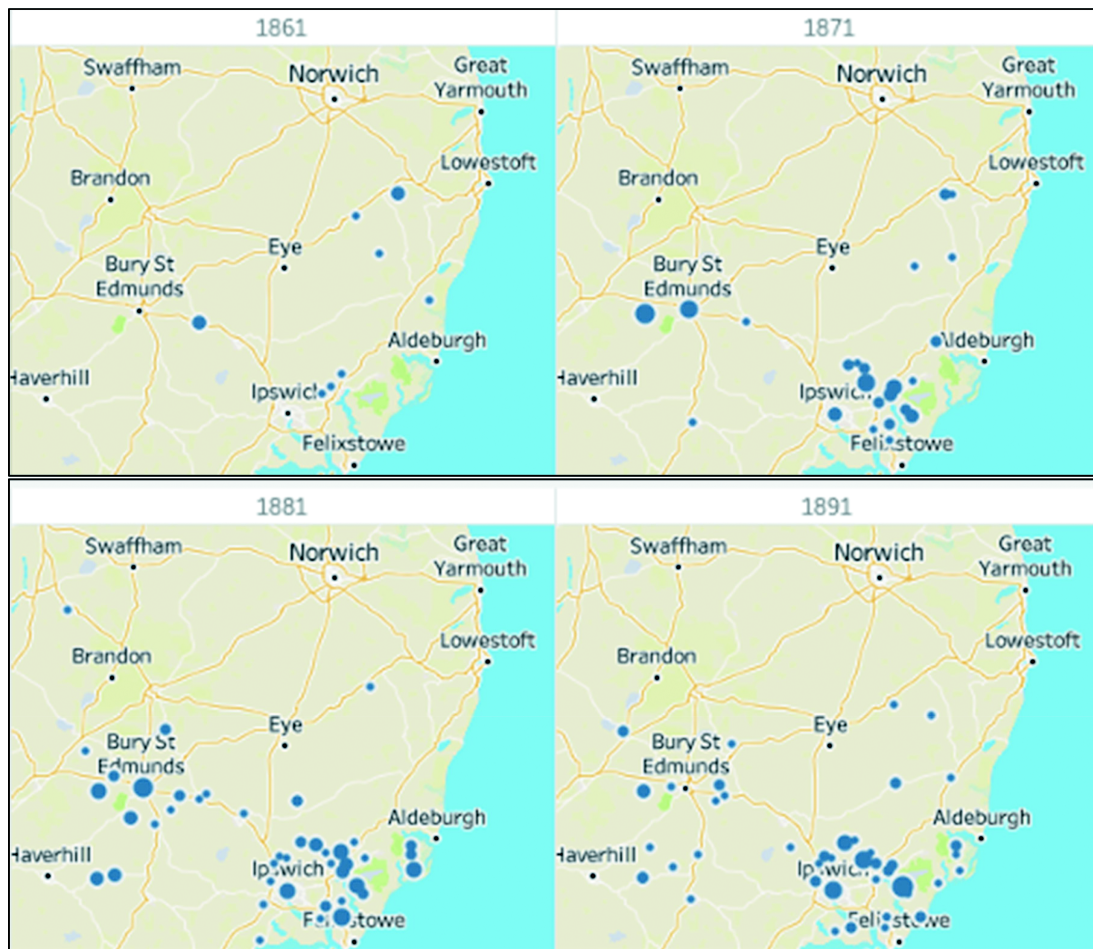 1861
Swaffham
Norwich
Great
Yarmouth
Lowestoft
Brandon
Eye
Bury St
Edmunds
Aldeburgh
Haverhill
Ipswich
Felixstowe
1871
Swaffham
Norwich
Great
Yarmouth
Lowestoft
Brandon
Eye
Bury St
Edmunds
Aldeburgh
Haverhill
Ipswich
Felixstowe
1881
Swaffham
Norwich
Great
Yarmouth
Lowestoft
Brandon
Eye
Bury St
Edmunds
Aldeburgh
Haverhill
Ipswich
Felixstowe
1891
Swaffham
Norwich
Great
Yarmouth
Lowestoft
Brandon
Eye
Bury St
Edmunds
Aldeburgh
Haverhill
Ipswich
Felixstowe